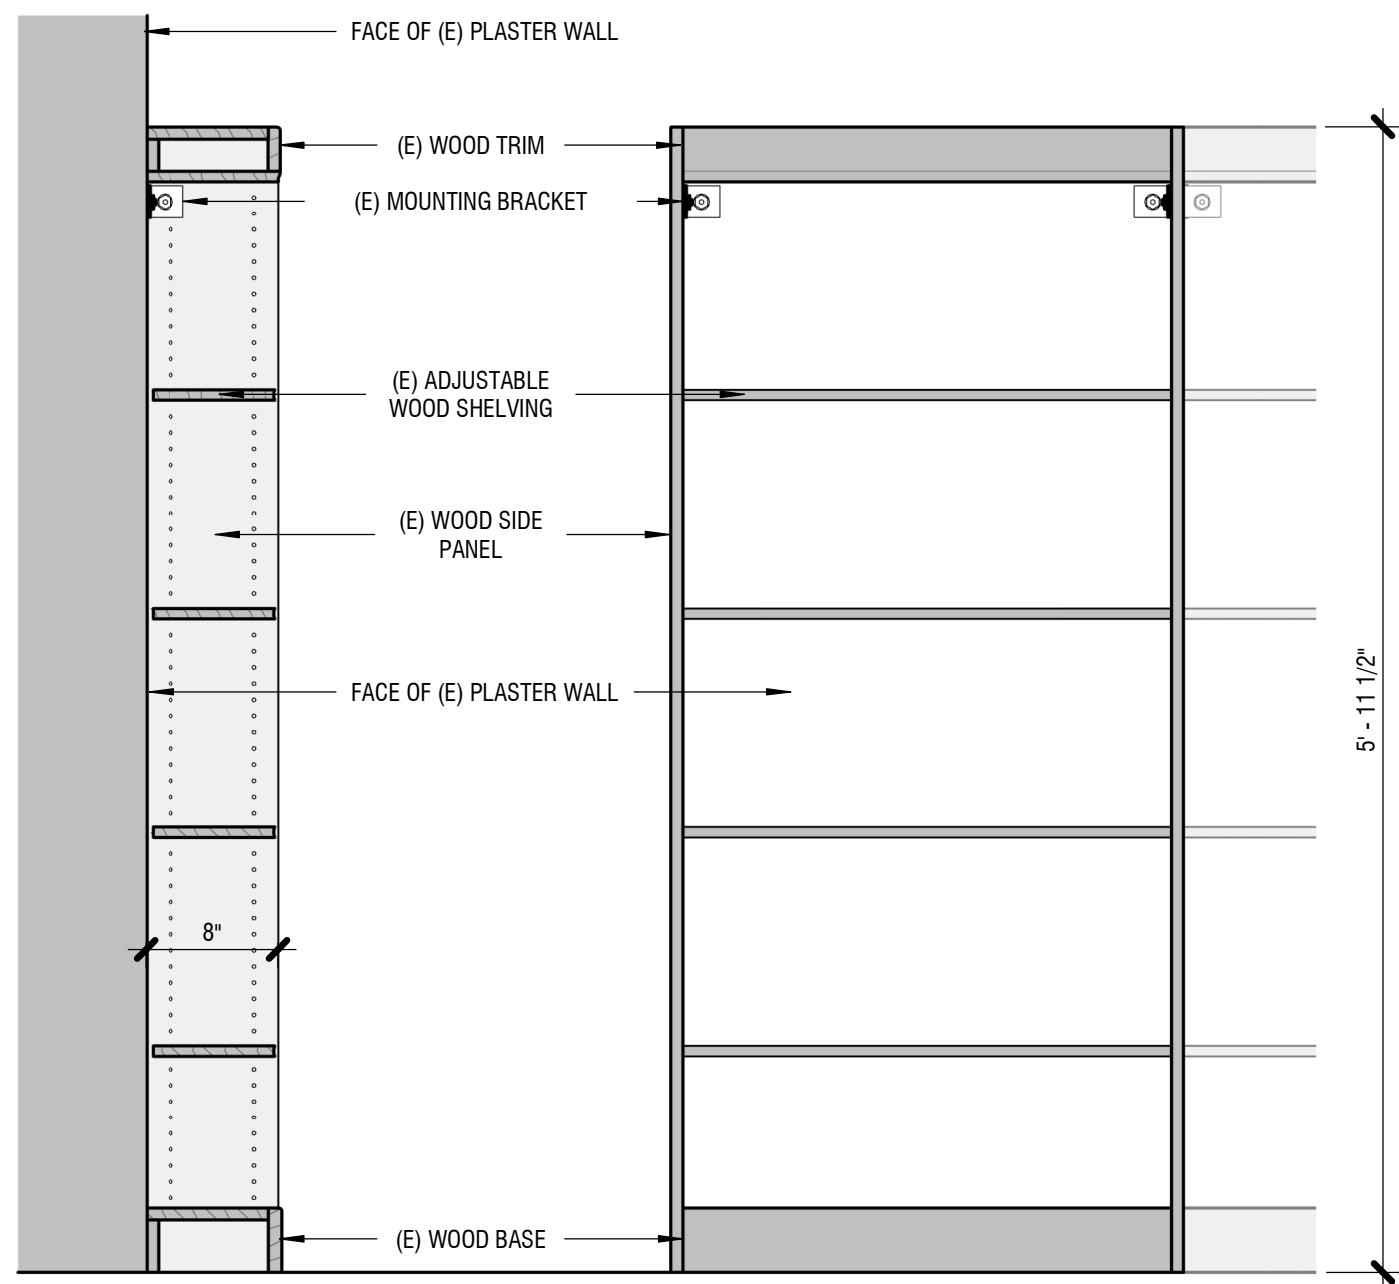 FACE OF (E) PLASTER WALL
(E) WOOD TRIM
(E) MOUNTING BRACKET
(E) ADJUSTABLE
WOOD SHELVING
(E) WOOD SIDE
PANEL
FACE OF (E) PLASTER WALL
5' - 11 1/2"
8"
(E) WOOD BASE